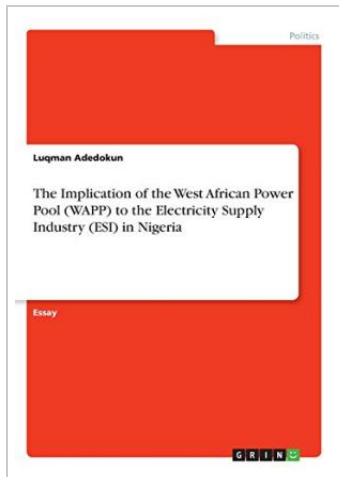 Politics
Luqman Adedokun
The Implication of the West African Power
Pool (WAPP) to the Electricity Supply
Industry (ESI) in Nigeria
Essay
GRIN